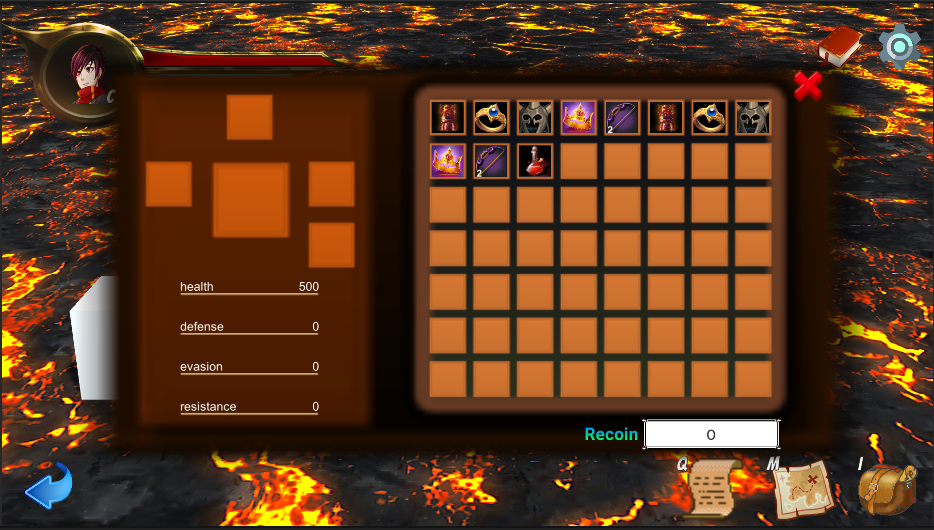 C
2
2
health 500
defense 0
evasion 0
resistance 0
Recoin 0
Q M I